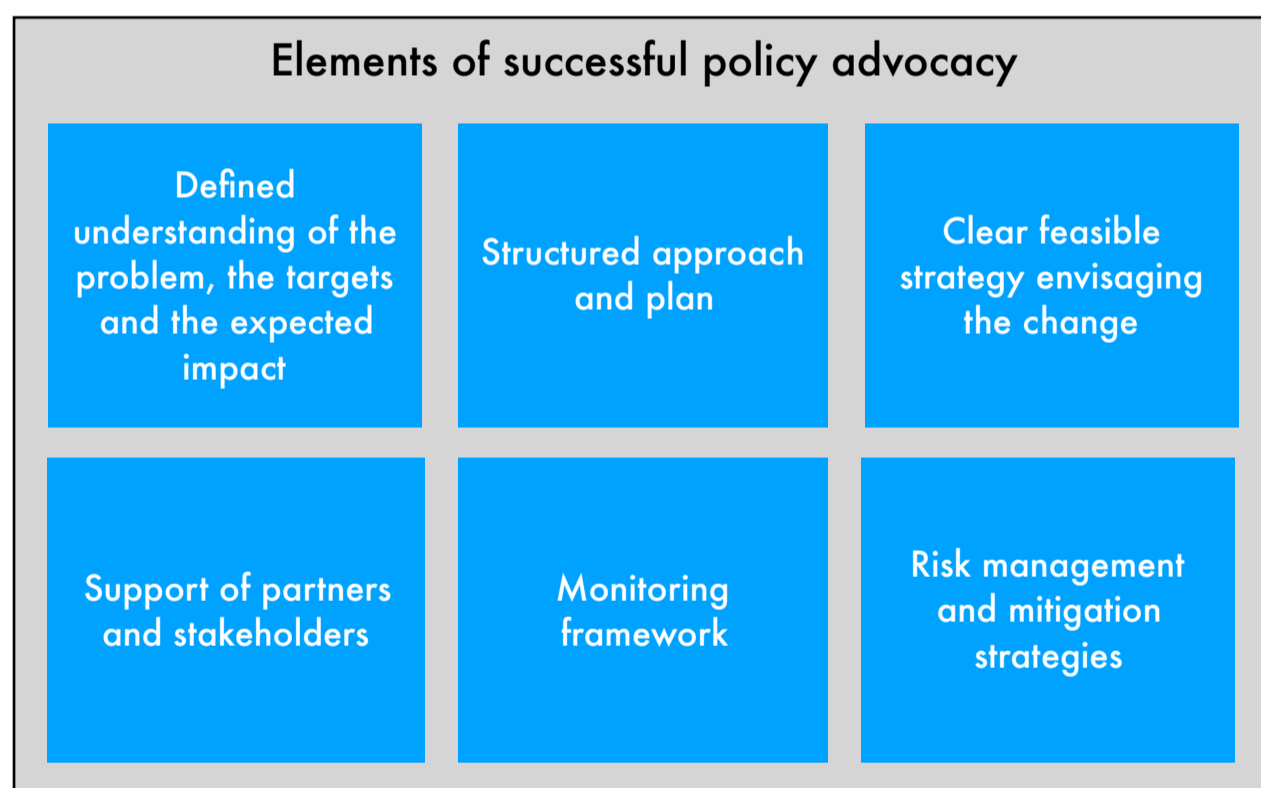 Elements of successful policy advocacy
Defined
understanding of the
problem, the targets
and the expected
impact
Structured approach
and plan
Clear feasible
strategy envisaging
the change
Support of partners
and stakeholders
Monitoring
framework
Risk management
and mitigation
strategies